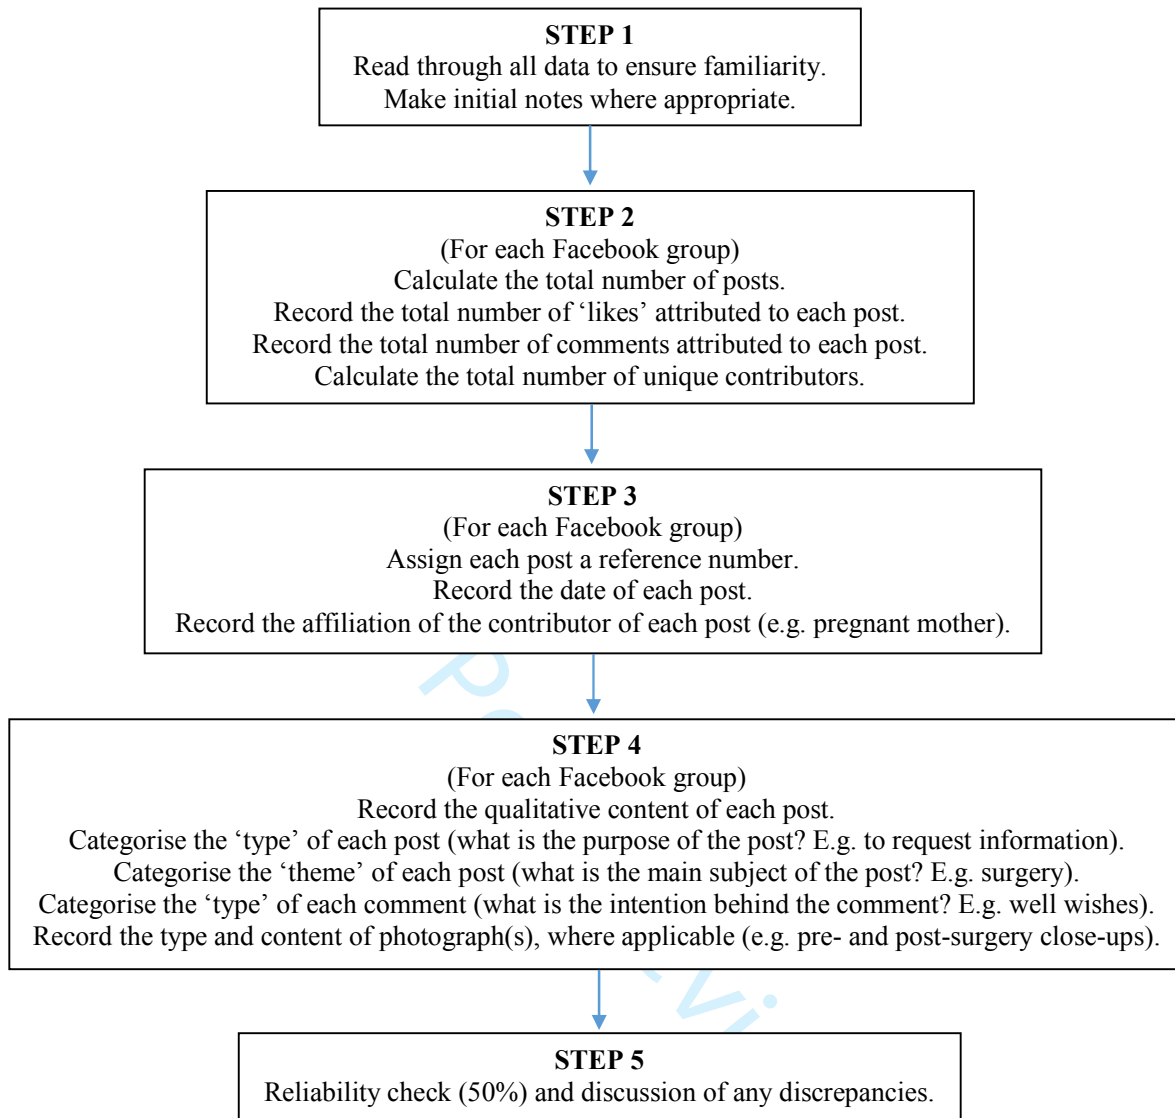 STEP 1
Read through all data to ensure familiarity.
Make initial notes where appropriate.
STEP 2
(For each Facebook group)
Calculate the total number of posts.
Record the total number of ‘likes’ attributed to each post.
Record the total number of comments attributed to each post.
Calculate the total number of unique contributors.
STEP 3
(For each Facebook group)
Assign each post a reference number.
Record the date of each post.
Record the affiliation of the contributor of each post (e.g. pregnant mother).
STEP 4
(For each Facebook group)
Record the qualitative content of each post.
Categorise the ‘type’ of each post (what is the purpose of the post? E.g. to request information).
Categorise the ‘theme’ of each post (what is the main subject of the post? E.g. surgery).
Categorise the ‘type’ of each comment (what is the intention behind the comment? E.g. well wishes).
Record the type and content of photograph(s), where applicable (e.g. pre- and post-surgery close-ups).
STEP 5
Reliability check (50%) and discussion of any discrepancies.